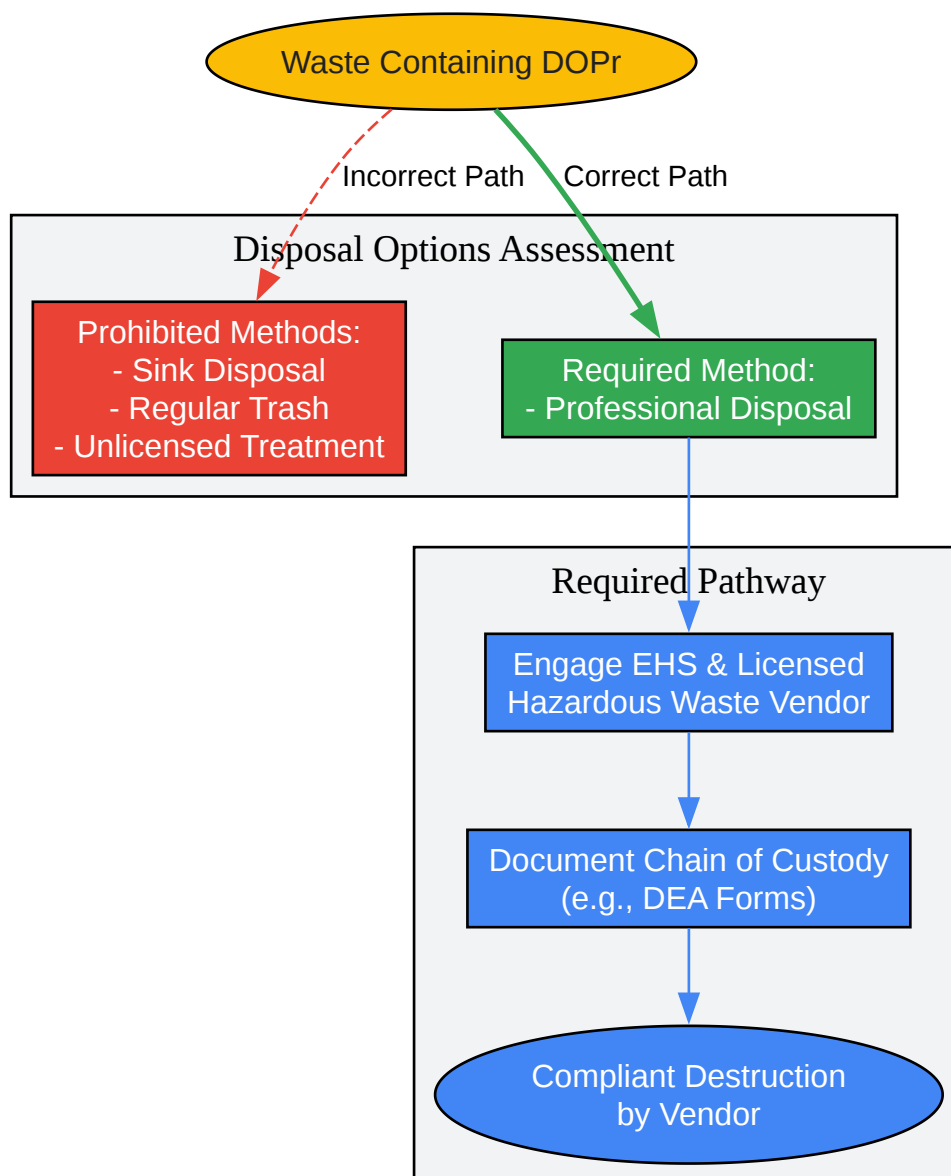 Waste Containing DOPr
Incorrect Path
Correct Path
Disposal Options Assessment
Prohibited Methods:
- Sink Disposal
- Regular Trash
- Unlicensed Treatment
Required Method:
- Professional Disposal
Required Pathway
Engage EHS & Licensed
Hazardous Waste Vendor
Document Chain of Custody
(e.g., DEA Forms)
Compliant Destruction
by Vendor